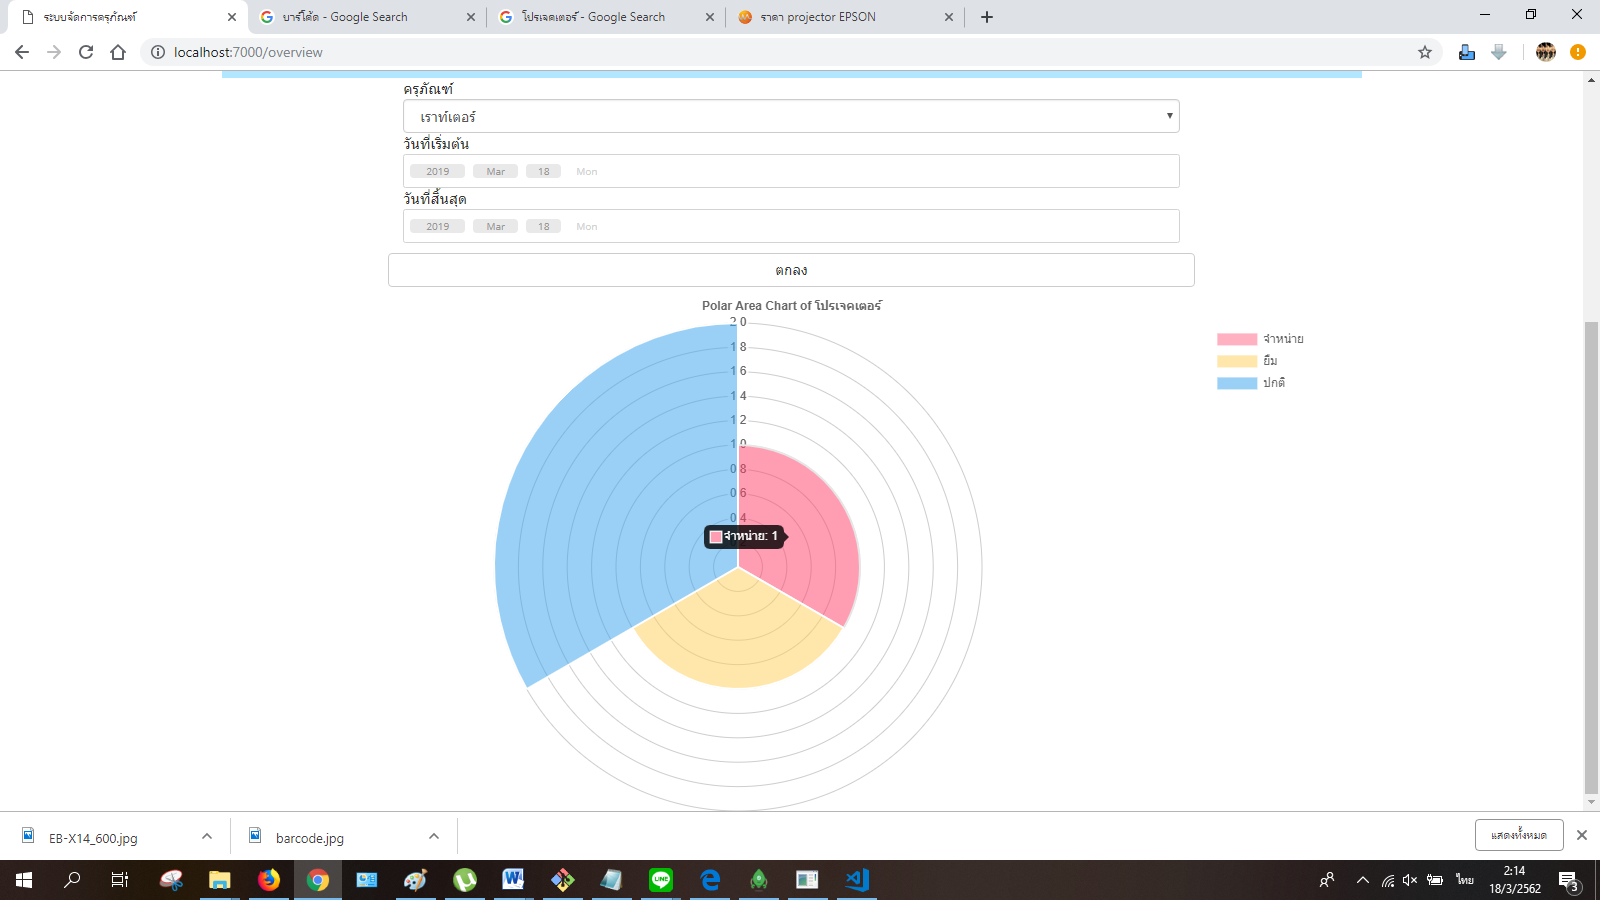 ระบบจัดการครุภัณฑ์
บาร์โค้ด - Google Search
โปรเจคเตอร์ - Google Search
ราคา projector EPSON
localhost:7000/overview
ครุภัณฑ์
เราท์เตอร์
วันที่เริ่มต้น
2019 Mar 18 Mon
วันที่สิ้นสุด
2019 Mar 18 Mon
ตกลง
Polar Area Chart of โปรเจคเตอร์
2.0
1.8
1.6
1.4
1.2
1.0
0.8
0.6
0.4
จำหน่าย: 1
จำหน่าย
ยืม
ปกติ
EB-X14_600.jpg
barcode.jpg
แสดงทั้งหมด
ไทย
2:14
18/3/2562
3